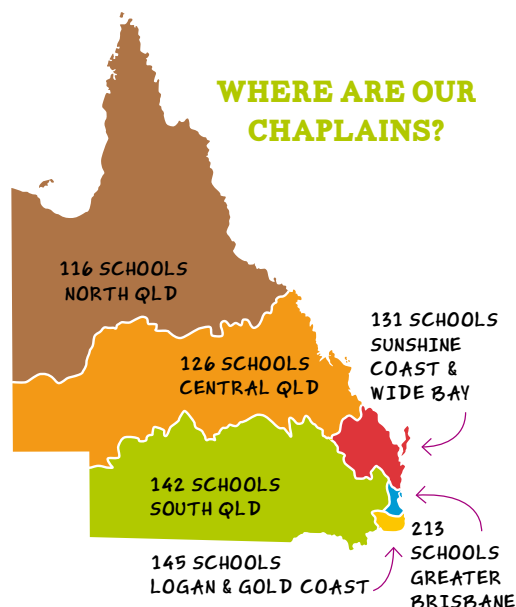 WHERE ARE OUR
CHAPLAINS?
116 SCHOOLS
NORTH QLD
131 SCHOOLS
SUNSHINE
COAST &
WIDE BAY
126 SCHOOLS
CENTRAL QLD
142 SCHOOLS
SOUTH QLD
213
SCHOOLS
GREATER
BRISBANE
145 SCHOOLS
LOGAN & GOLD COAST